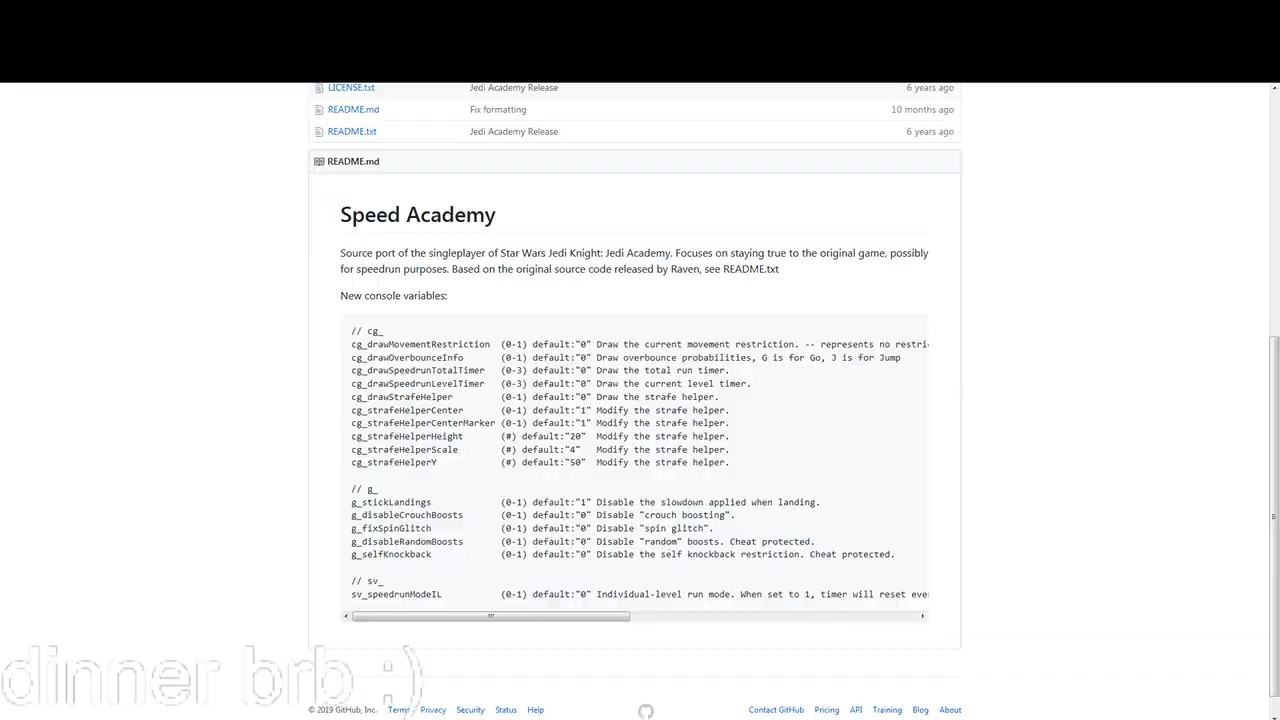 LICENSE.txt Jedi Academy Release 6 years ago
README.md Fix formatting 10 months ago
README.txt Jedi Academy Release 6 years ago
README.md
Speed Academy
Source port of the singleplayer of Star Wars Jedi Knight: Jedi Academy. Focuses on staying true to the original game, possibly
for speedrun purposes. Based on the original source code released by Raven, see README.txt
New console variables:
// cg_
cg_drawMovementRestriction (0-1) default:"0" Draw the current movement restriction. -- represents no restri
cg_drawOverbounceInfo (0-1) default:"0" Draw overbounce probabilities, G is for Go, J is for Jump
cg_drawSpeedrunTotalTimer (0-3) default:"0" Draw the total run timer.
cg_drawSpeedrunLevelTimer (0-3) default:"0" Draw the current level timer.
cg_drawStrafeHelper (0-1) default:"0" Draw the strafe helper.
cg_strafeHelperCenter (0-1) default:"1" Modify the strafe helper.
cg_strafeHelperCenterMarker (0-1) default:"1" Modify the strafe helper.
cg_strafeHelperHeight (#) default:"20" Modify the strafe helper.
cg_strafeHelperScale (#) default:"4" Modify the strafe helper.
cg_strafeHelperY (#) default:"50" Modify the strafe helper.
// g_
g_stickLandings (0-1) default:"1" Disable the slowdown applied when landing.
g_disableCrouchBoosts (0-1) default:"0" Disable "crouch boosting".
g_fixSpinGlitch (0-1) default:"0" Disable "spin glitch".
g_disableRandomBoosts (0-1) default:"0" Disable "random" boosts. Cheat protected.
g_selfKnockback (0-1) default:"0" Disable the self knockback restriction. Cheat protected.
// sv_
sv_speedrunModeIL (0-1) default:"0" Individual-level run mode. When set to 1, timer will reset eve
dinner brb :)
© 2019 GitHub, Inc. Terms Privacy Security Status Help Contact GitHub Pricing API Training Blog About